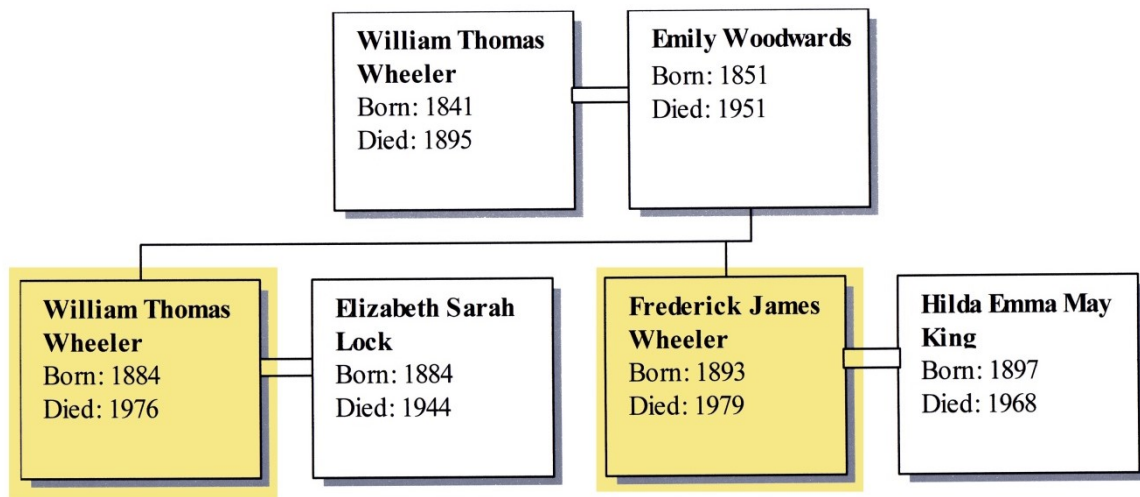 William Thomas
Wheeler
Born: 1841
Died: 1895
Emily Woodwards
Born: 1851
Died: 1951
William Thomas
Wheeler
Born: 1884
Died: 1976
Elizabeth Sarah
Lock
Born: 1884
Died: 1944
Frederick James
Wheeler
Born: 1893
Died: 1979
Hilda Emma May
King
Born: 1897
Died: 1968